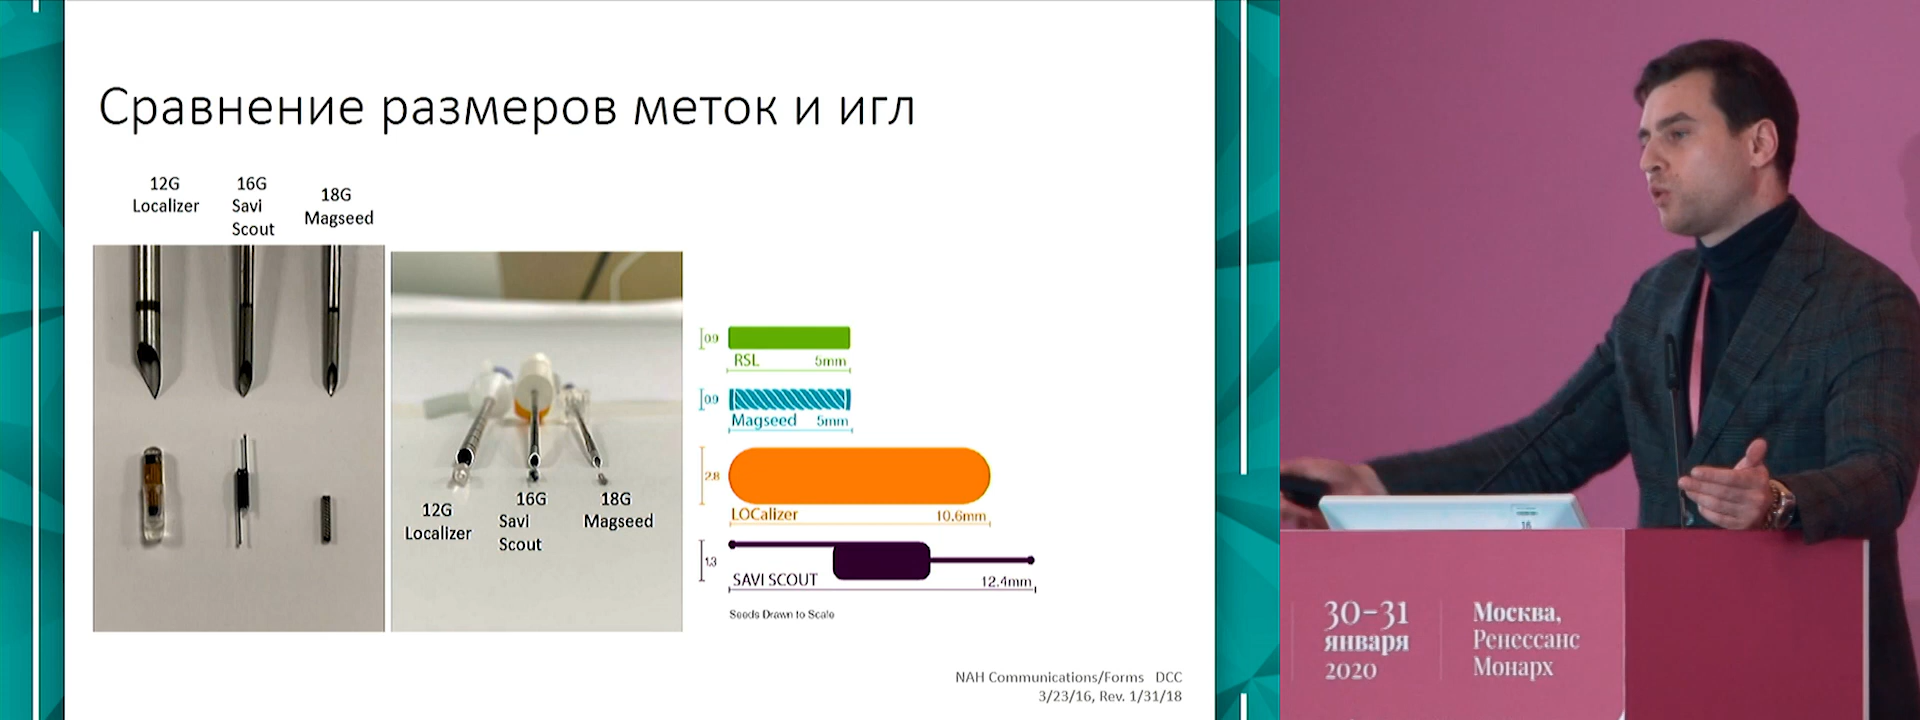 Сравнение размеров меток и игл
12G
Localizer
16G
Savi
Scout
18G
Magseed
12G
Localizer
16G
Savi
Scout
18G
Magseed
0.9
RSL 5mm
0.9
Magseed 5mm
2.8
LOCalizer 10.6mm
1.3
SAVI SCOUT 12.4mm
Seeds Drawn to Scale
NAH Communications/Forms DCC
3/23/16, Rev. 1/31/18
16
30-31
января
2020
Москва,
Ренессанс
Монарх